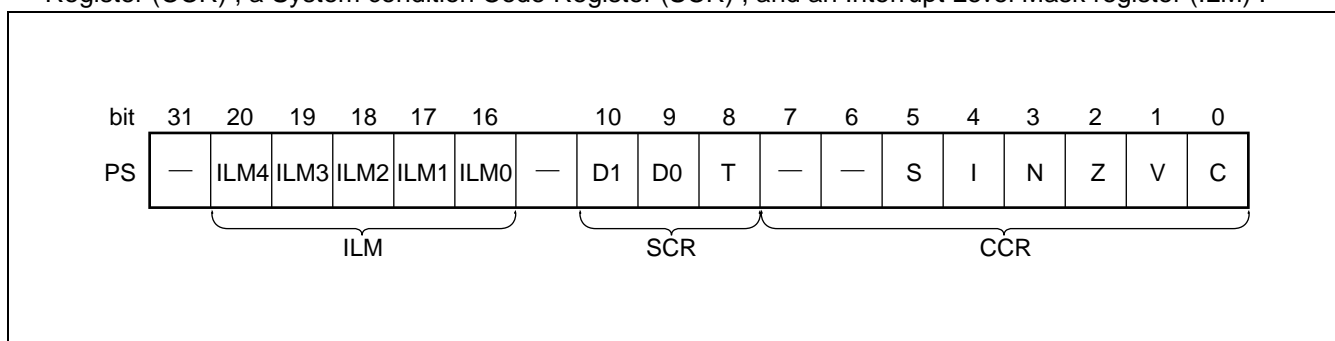 Register (CCR) , a System condition Code Register (SCR) , and an Interrupt Level Mask register (ILM) .
bit 31 20 19 18 17 16 10 9 8 7 6 5 4 3 2 1 0
PS — ILM4 ILM3 ILM2 ILM1 ILM0 — D1 D0 T — — S I N Z V C
ILM SCR CCR